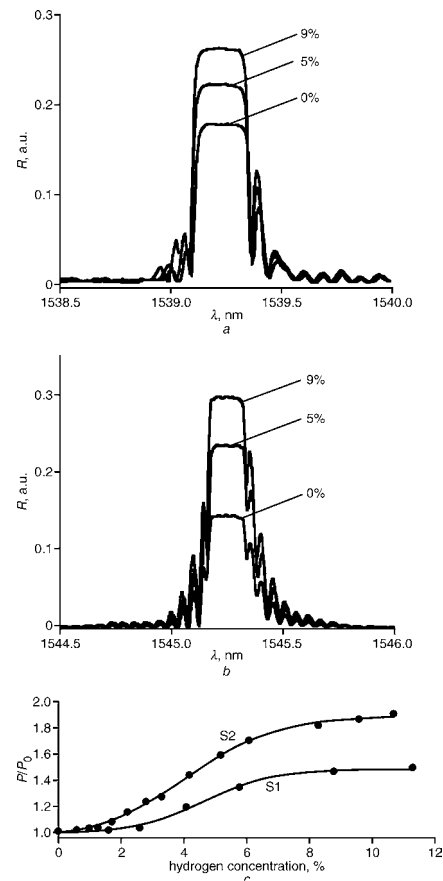 0.3
9%
5%
0.2
0%
R, a.u.
0.1
0
1538.5 1539.0 1539.5 1540.0
λ, nm
a
9%
0.3
5%
0.2
0%
R, a.u.
0.1
0
1544.5 1545.0 1545.5 1546.0
λ, nm
b
2.0
1.8
S2
1.6
P/P0
1.4
S1
1.2
1.0
0 2 4 6 8 10 12
hydrogen concentration, %
c